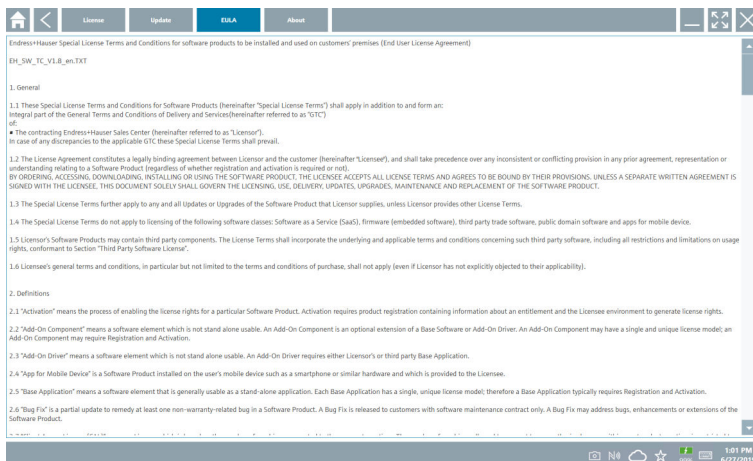 License
Update
EULA
About
Endress+Hauser Special License Terms and Conditions for software products to be installed and used on customers' premises (End User License Agreement)
EH_SW_TC_V1.8_en.TXT
1. General
1.1 These Special License Terms and Conditions for Software Products (hereinafter "Special License Terms") shall apply in addition to and form an:
Integral part of the General Terms and Conditions of Delivery and Services(hereinafter referred to as "GTC")
of:
▪ The contracting Endress+Hauser Sales Center (hereinafter referred to as "Licensor").
In case of any discrepancies to the applicable GTC these Special License Terms shall prevail.
1.2 The License Agreement constitutes a legally binding agreement between Licensor and the customer (hereinafter "Licensee"), and shall take precedence over any inconsistent or conflicting provision in any prior agreement, representation or
understanding relating to a Software Product (regardless of whether registration and activation is required or not).
BY ORDERING, ACCESSING, DOWNLOADING, INSTALLING OR USING THE SOFTWARE PRODUCT. THE LICENSEE ACCEPTS ALL LICENSE TERMS AND AGREES TO BE BOUND BY THEIR PROVISIONS. UNLESS A SEPARATE WRITTEN AGREEMENT IS
SIGNED WITH THE LICENSEE, THIS DOCUMENT SOLELY SHALL GOVERN THE LICENSING, USE, DELIVERY, UPDATES, UPGRADES, MAINTENANCE AND REPLACEMENT OF THE SOFTWARE PRODUCT.
1.3 The Special License Terms further apply to any and all Updates or Upgrades of the Software Product that Licensor supplies, unless Licensor provides other License Terms.
1.4 The Special License Terms do not apply to licensing of the following software classes: Software as a Service (SaaS), firmware (embedded software), third party trade software, public domain software and apps for mobile device.
1.5 Licensor's Software Products may contain third party components. The License Terms shall incorporate the underlying and applicable terms and conditions concerning such third party software, including all restrictions and limitations on usage
rights, conformant to Section "Third Party Software License".
1.6 Licensee's general terms and conditions, in particular but not limited to the terms and conditions of purchase, shall not apply (even if Licensor has not explicitly objected to their applicability).
2. Definitions
2.1 "Activation" means the process of enabling the license rights for a particular Software Product. Activation requires product registration containing information about an entitlement and the Licensee environment to generate license rights.
2.2 "Add-On Component" means a software element which is not stand alone usable. An Add-On Component is an optional extension of a Base Software or Add-On Driver. An Add-On Component may have a single and unique license model; an
Add-On Component may require Registration and Activation.
2.3 "Add-On Driver" means a software element which is not stand alone usable. An Add-On Driver requires either Licensor's or third party Base Application.
2.4 "App for Mobile Device" is a Software Product installed on the user's mobile device such as a smartphone or similar hardware and which is provided to the Licensee.
2.5 "Base Application" means a software element that is generally usable as a stand-alone application. Each Base Application has a single, unique license model; therefore a Base Application typically requires Registration and Activation.
2.6 "Bug Fix" is a partial update to remedy at least one non-warranty-related bug in a Software Product. A Bug Fix is released to customers with software maintenance contract only. A Bug Fix may address bugs, enhancements or extensions of the
Software Product.
1:01 PM